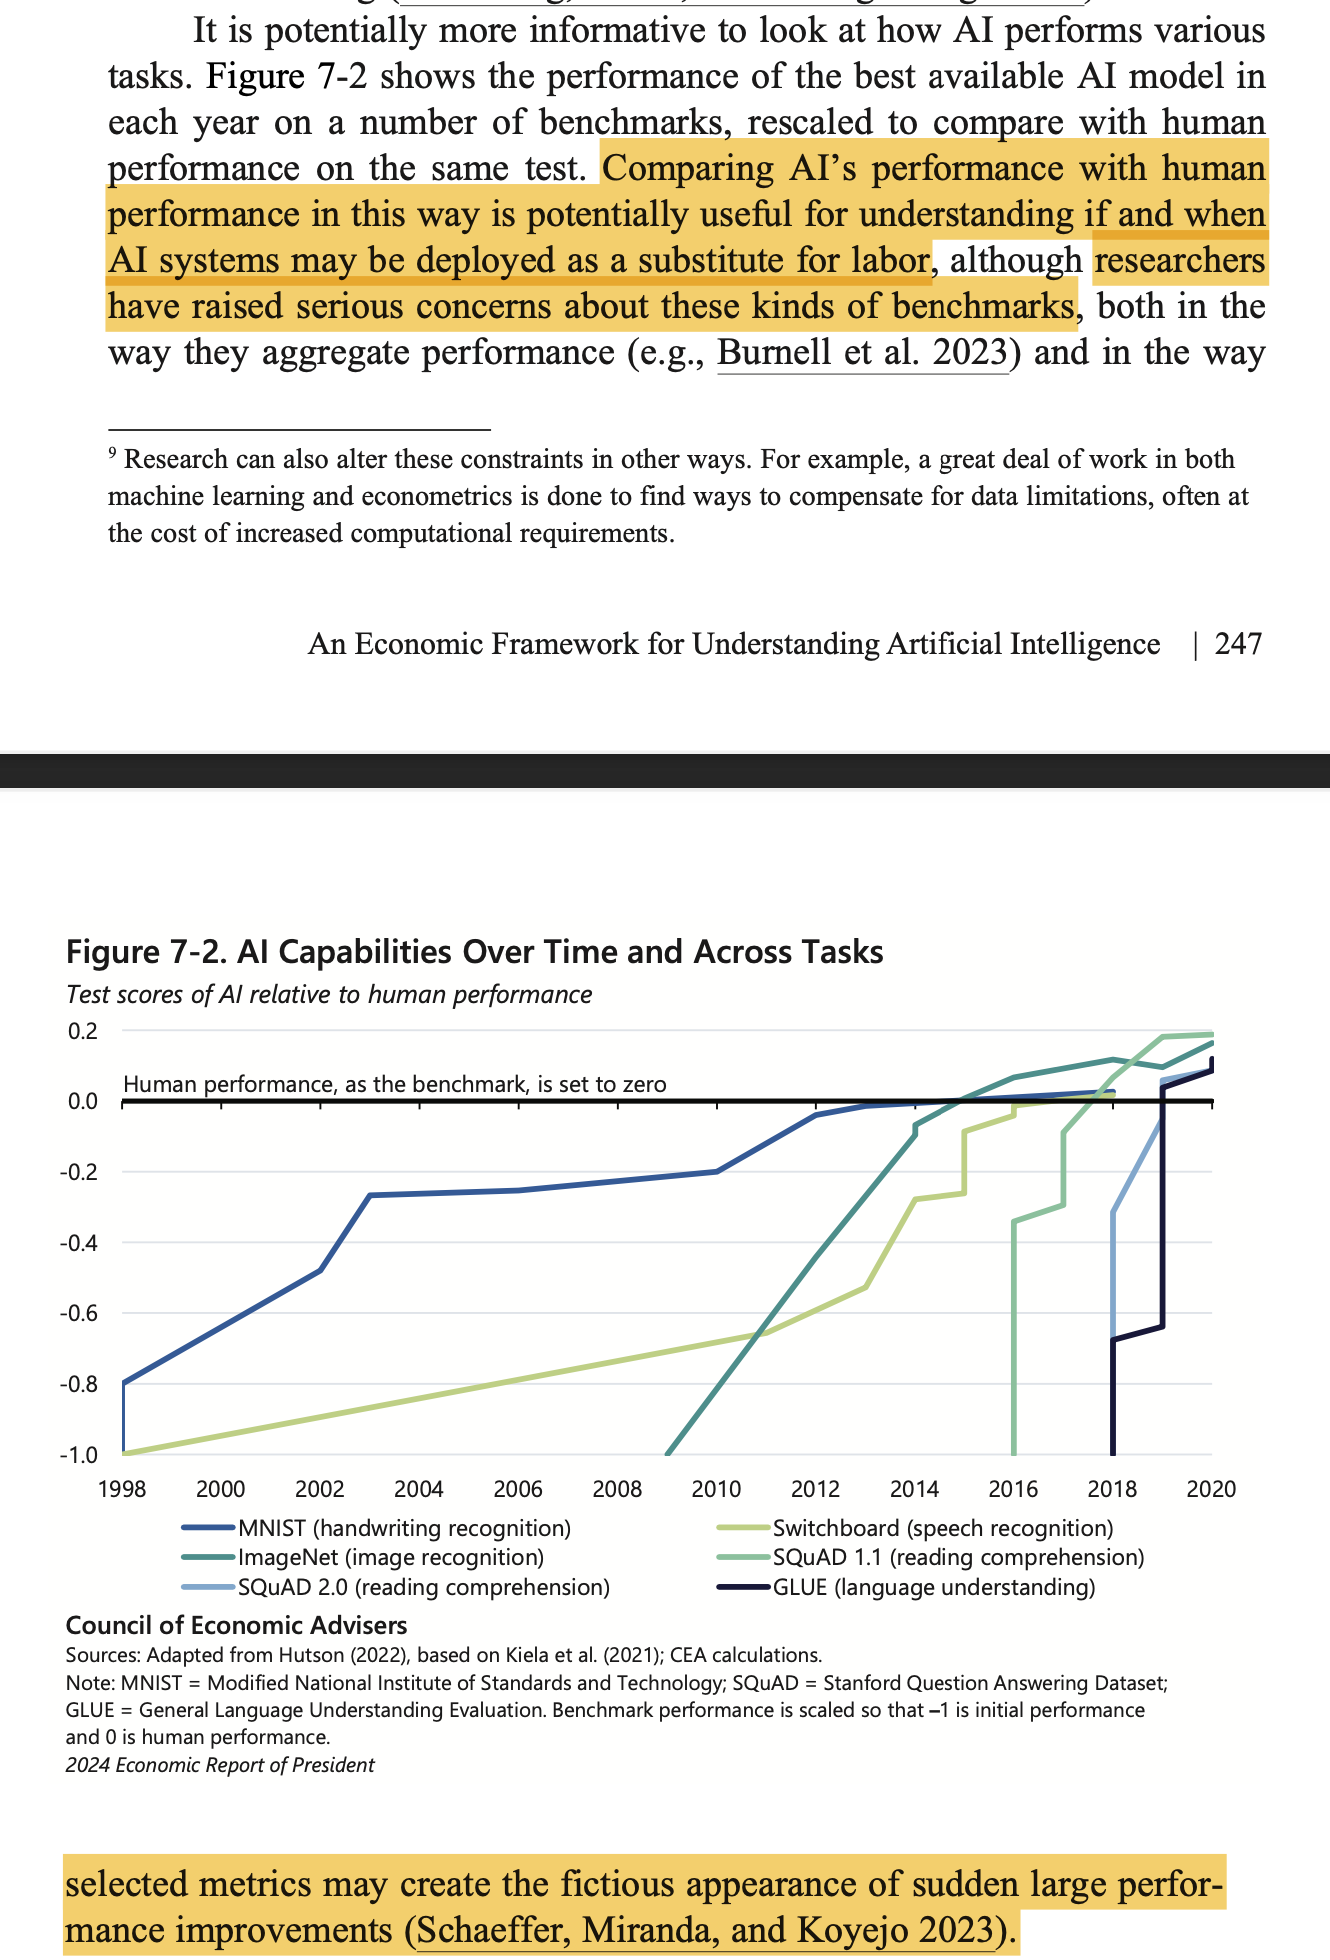 It is potentially more informative to look at how AI performs various
tasks. Figure 7-2 shows the performance of the best available AI model in
each year on a number of benchmarks, rescaled to compare with human
performance on the same test. Comparing AI’s performance with human
performance in this way is potentially useful for understanding if and when
AI systems may be deployed as a substitute for labor, although researchers
have raised serious concerns about these kinds of benchmarks, both in the
way they aggregate performance (e.g., Burnell et al. 2023) and in the way
9 Research can also alter these constraints in other ways. For example, a great deal of work in both
machine learning and econometrics is done to find ways to compensate for data limitations, often at
the cost of increased computational requirements.
An Economic Framework for Understanding Artificial Intelligence | 247
Figure 7-2. AI Capabilities Over Time and Across Tasks
Test scores of AI relative to human performance
0.2
Human performance, as the benchmark, is set to zero
0.0
-0.2
-0.4
-0.6
-0.8
-1.0
1998 2000 2002 2004 2006 2008 2010 2012 2014 2016 2018 2020
MNIST (handwriting recognition) Switchboard (speech recognition)
ImageNet (image recognition) SQuAD 1.1 (reading comprehension)
SQuAD 2.0 (reading comprehension) GLUE (language understanding)
Council of Economic Advisers
Sources: Adapted from Hutson (2022), based on Kiela et al. (2021); CEA calculations.
Note: MNIST = Modified National Institute of Standards and Technology; SQuAD = Stanford Question Answering Dataset;
GLUE = General Language Understanding Evaluation. Benchmark performance is scaled so that –1 is initial performance
and 0 is human performance.
2024 Economic Report of President
selected metrics may create the fictious appearance of sudden large perfor-
mance improvements (Schaeffer, Miranda, and Koyejo 2023).